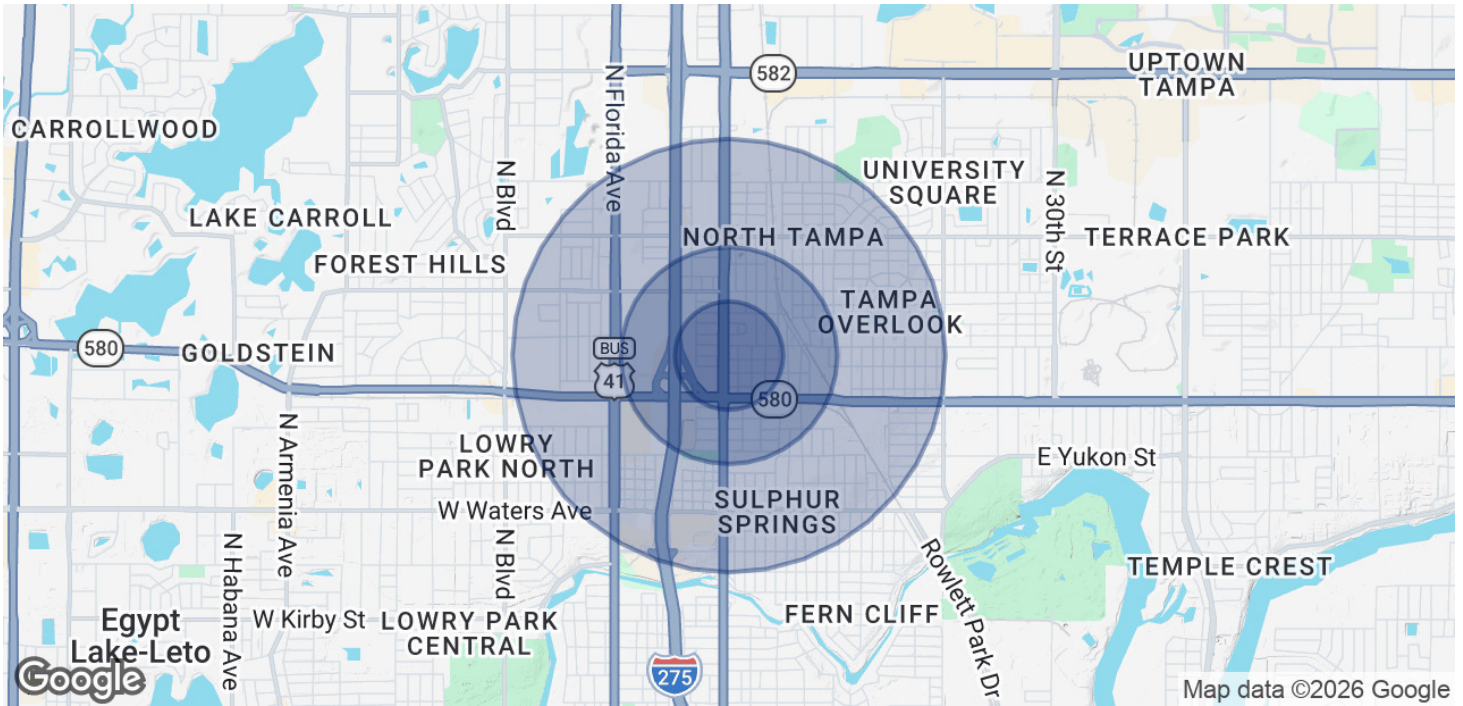 582
UPTOWN
TAMPA
CARROLLWOOD
N Florida Ave
UNIVERSITY
SQUARE
N Blvd
N 30th St
LAKE CARROLL
NORTH TAMPA
TERRACE PARK
FOREST HILLS
TAMPA
OVERLOOK
580
GOLDSTEIN
BUS
41
580
N Armenia Ave
LOWRY
PARK NORTH
E Yukon St
W Waters Ave
SULPHUR
SPRINGS
N Habana Ave
N Blvd
Rowlett Park Dr
TEMPLE CREST
Egypt
Lake-Leto
W Kirby St
LOWRY PARK
CENTRAL
FERN CLIFF
275
Google
Map data ©2026 Google